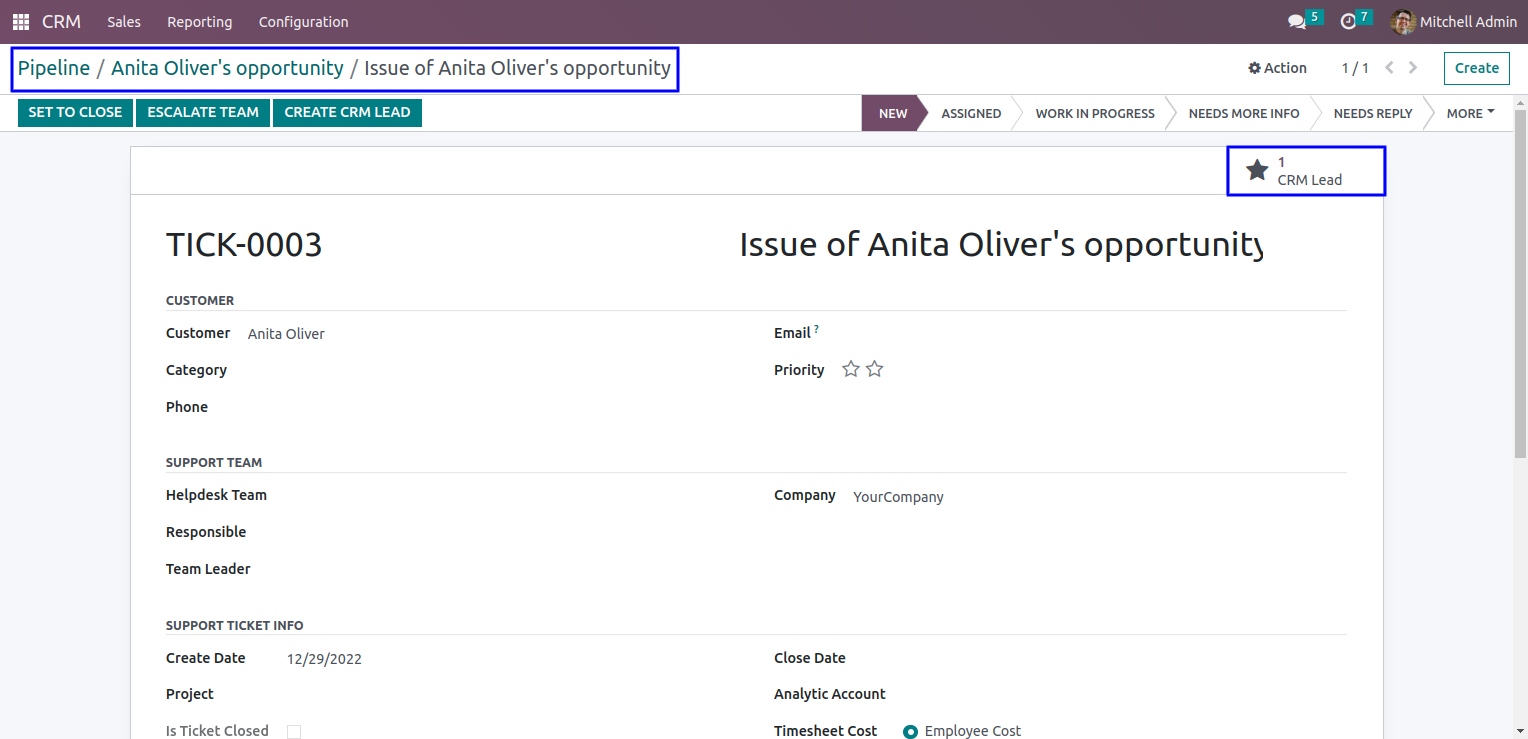 CRM Sales Reporting Configuration 5 7 Mitchell Admin
Pipeline / Anita Oliver's opportunity / Issue of Anita Oliver's opportunity Action 1 / 1 Create
SET TO CLOSE ESCALATE TEAM CREATE CRM LEAD NEW ASSIGNED WORK IN PROGRESS NEEDS MORE INFO NEEDS REPLY MORE
1
CRM Lead
TICK-0003 Issue of Anita Oliver's opportunity
CUSTOMER
Customer Anita Oliver Email ?
Category Priority
Phone
SUPPORT TEAM
Helpdesk Team Company YourCompany
Responsible
Team Leader
SUPPORT TICKET INFO
Create Date 12/29/2022 Close Date
Project Analytic Account
Is Ticket Closed Timesheet Cost Employee Cost